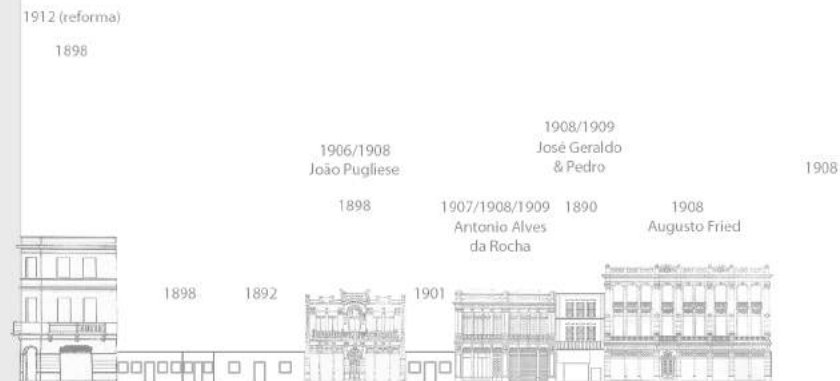 1912 (reforma)
1898
1898
1892
1906/1908
João Pugliese
1898
1901
1907/1908/1909
Antonio Alves
da Rocha
1908/1909
José Geraldo
& Pedro
1890
1908
Augusto Fried
1908